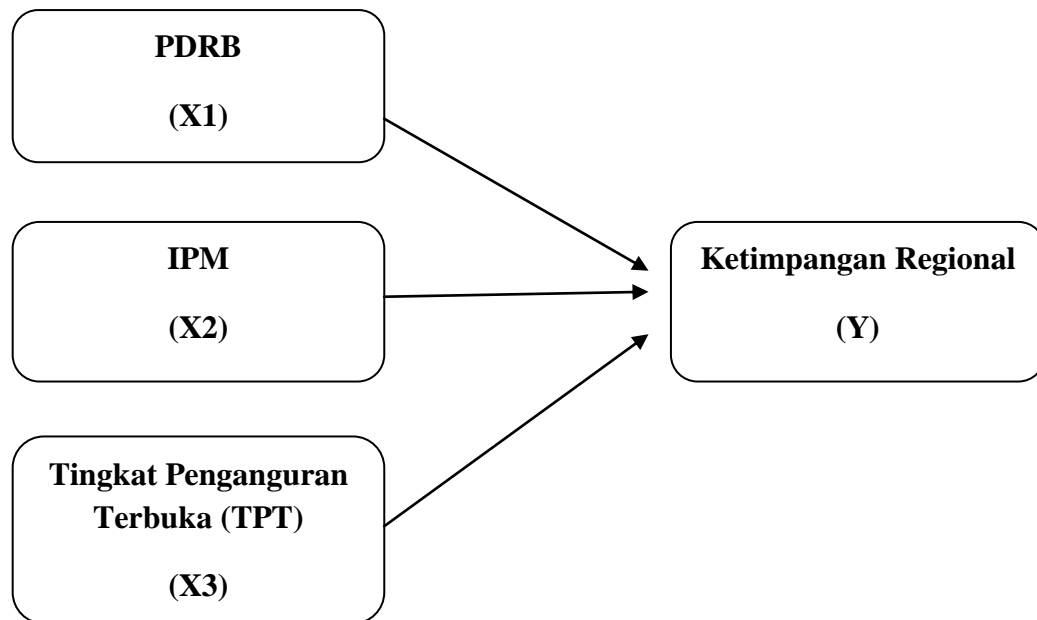 PDRB
(X1)
IPM
(X2)
Ketimpangan Regional
(Y)
Tingkat Penganguran
Terbuka (TPT)
(X3)